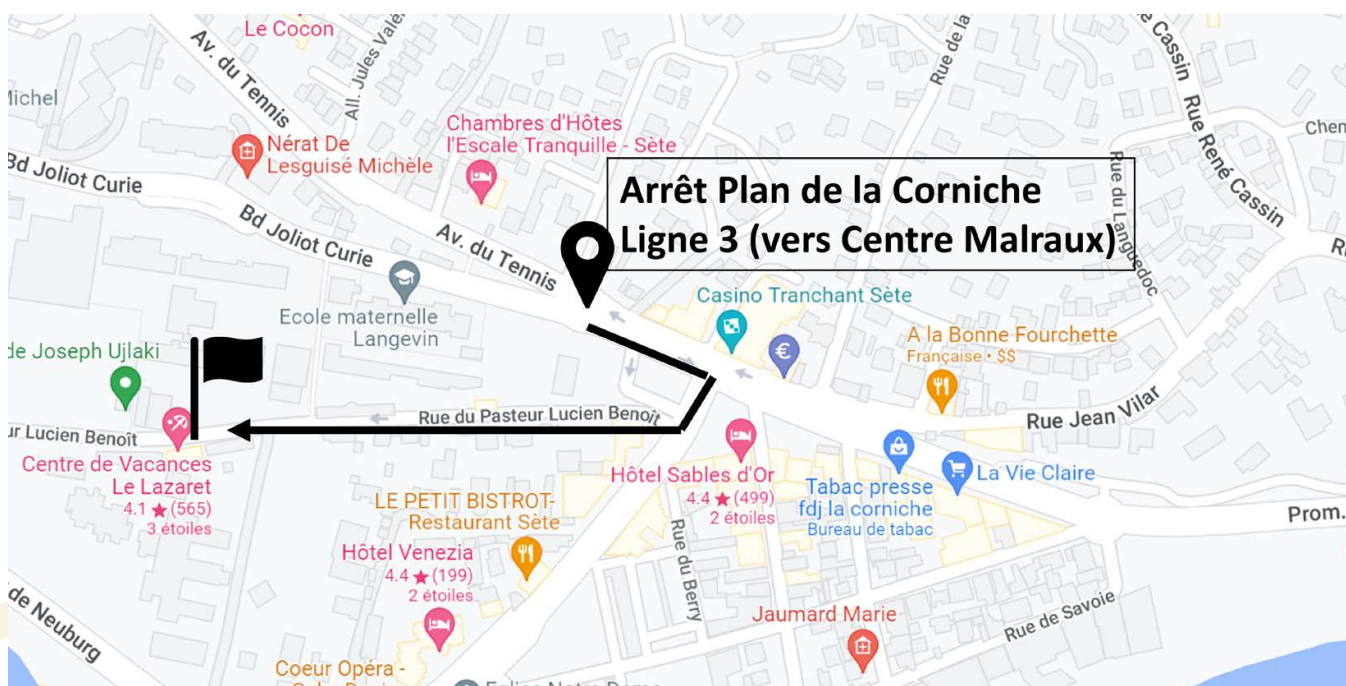 Le Cocon
Av. du Tennis
All. Jules Valès
Michel
Nérat De
Lesguisé Michèle
Chambres d'Hôtes
l'Escale Tranquille - Sète
Rue de la
Cassin
Rue René Cassin
Chen
Bd Joliot Curie
Bd Joliot Curie
Av. du Tennis
Arrêt Plan de la Corniche
Ligne 3 (vers Centre Malraux)
Rue du Languedoc
Ecole maternelle
Langevin
Casino Tranchant Sète
€
A la Bonne Fourchette
Française • $$
de Joseph Ujlaki
ur Lucien Benoît
Rue du Pasteur Lucien Benoît
Rue Jean Vilar
Centre de Vacances
Le Lazaret
4.1 ★ (565)
3 étoiles
LE PETIT BISTROT-
Restaurant Sète
Hôtel Sables d'Or
4.4 ★ (499)
2 étoiles
Tabac presse
fdj la corniche
Bureau de tabac
La Vie Claire
Prom.
Hôtel Venezia
4.4 ★ (199)
2 étoiles
Rue du Berry
Jaumard Marie
Rue de Savoie
de Neuburg
Coeur Opéra -
Eglise Notre Dame